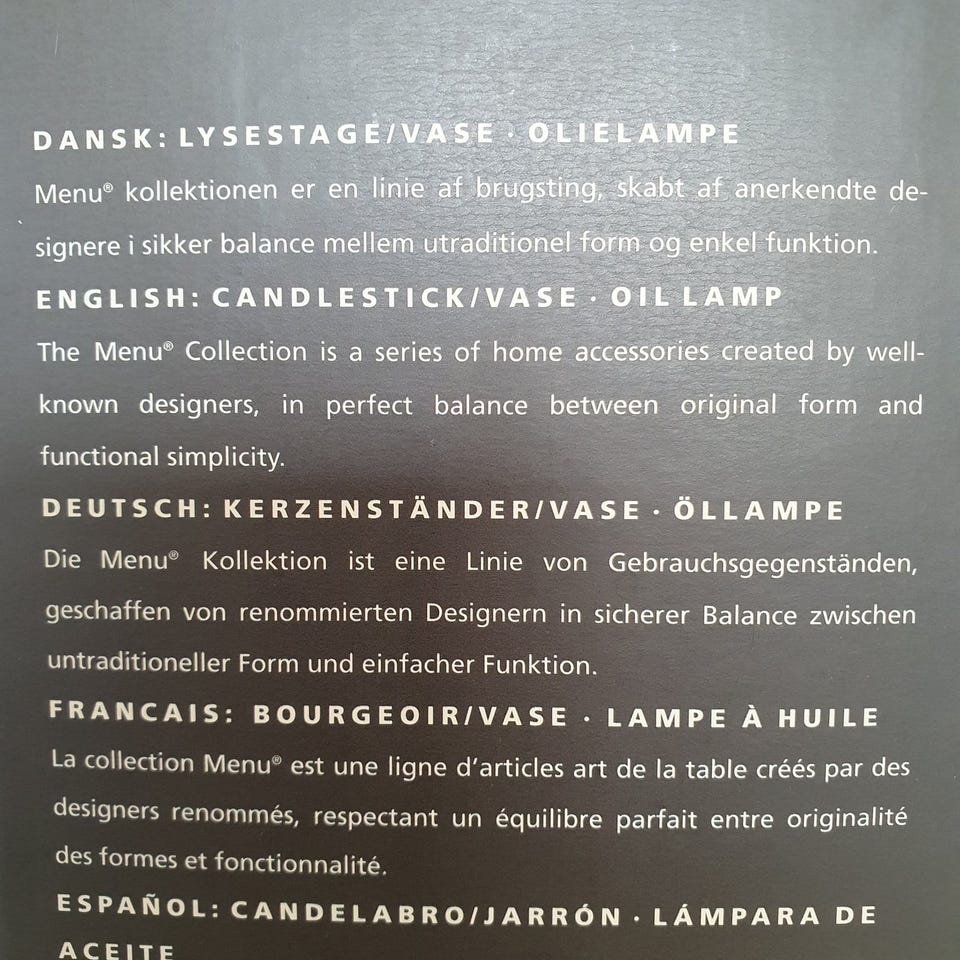 DANSK: LYSESTAGE/VASE · OLIELAMPE
Menu® kollektionen er en linie af brugsting, skabt af anerkendte de-
signere i sikker balance mellem utraditionel form og enkel funktion.
ENGLISH: CANDLESTICK/VASE · OIL LAMP
The Menu® Collection is a series of home accessories created by well-
known designers, in perfect balance between original form and
functional simplicity.
DEUTSCH: KERZENSTÄNDER/VASE · ÖLLAMPE
Die Menu® Kollektion ist eine Linie von Gebrauchsgegenständen,
geschaffen von renommierten Designern in sicherer Balance zwischen
untraditioneller Form und einfacher Funktion.
FRANCAIS: BOURGEOIR/VASE · LAMPE À HUILE
La collection Menu® est une ligne d'articles art de la table créés par des
designers renommés, respectant un équilibre parfait entre originalité
des formes et fonctionnalité.
ESPAÑOL: CANDELABRO/JARRÓN · LÁMPARA DE
ACEITE